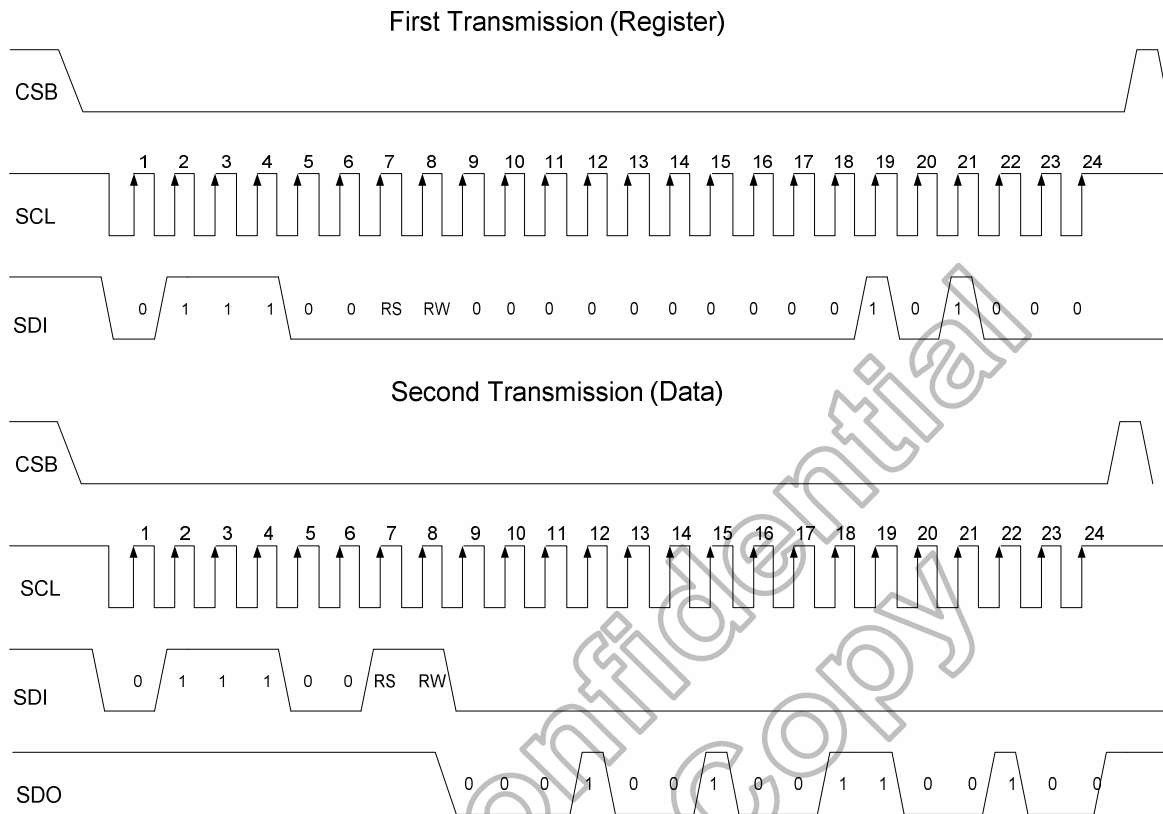 First Transmission (Register)
CSB
1 2 3 4 5 6 7 8 9 10 11 12 13 14 15 16 17 18 19 20 21 22 23 24
SCL
SDI 0 1 1 1 0 0 RS RW 0 0 0 0 0 0 0 0 0 0 1 0 1 0 0 0
Second Transmission (Data)
CSB
1 2 3 4 5 6 7 8 9 10 11 12 13 14 15 16 17 18 19 20 21 22 23 24
SCL
SDI 0 1 1 1 0 0 RS RW
SDO 0 0 0 1 0 0 1 0 0 1 1 0 0 1 0 0
onfidential
Copy